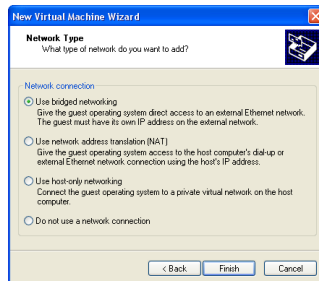 New Virtual Machine Wizard
Network Type
What type of network do you want to add?
Network connection
Use bridged networking
Give the guest operating system direct access to an external Ethernet network.
The guest must have its own IP address on the external network.
Use network address translation (NAT)
Give the guest operating system access to the host computer's dial-up or
external Ethernet network connection using the host's IP address.
Use host-only networking
Connect the guest operating system to a private virtual network on the host
computer.
Do not use a network connection
< Back Finish Cancel